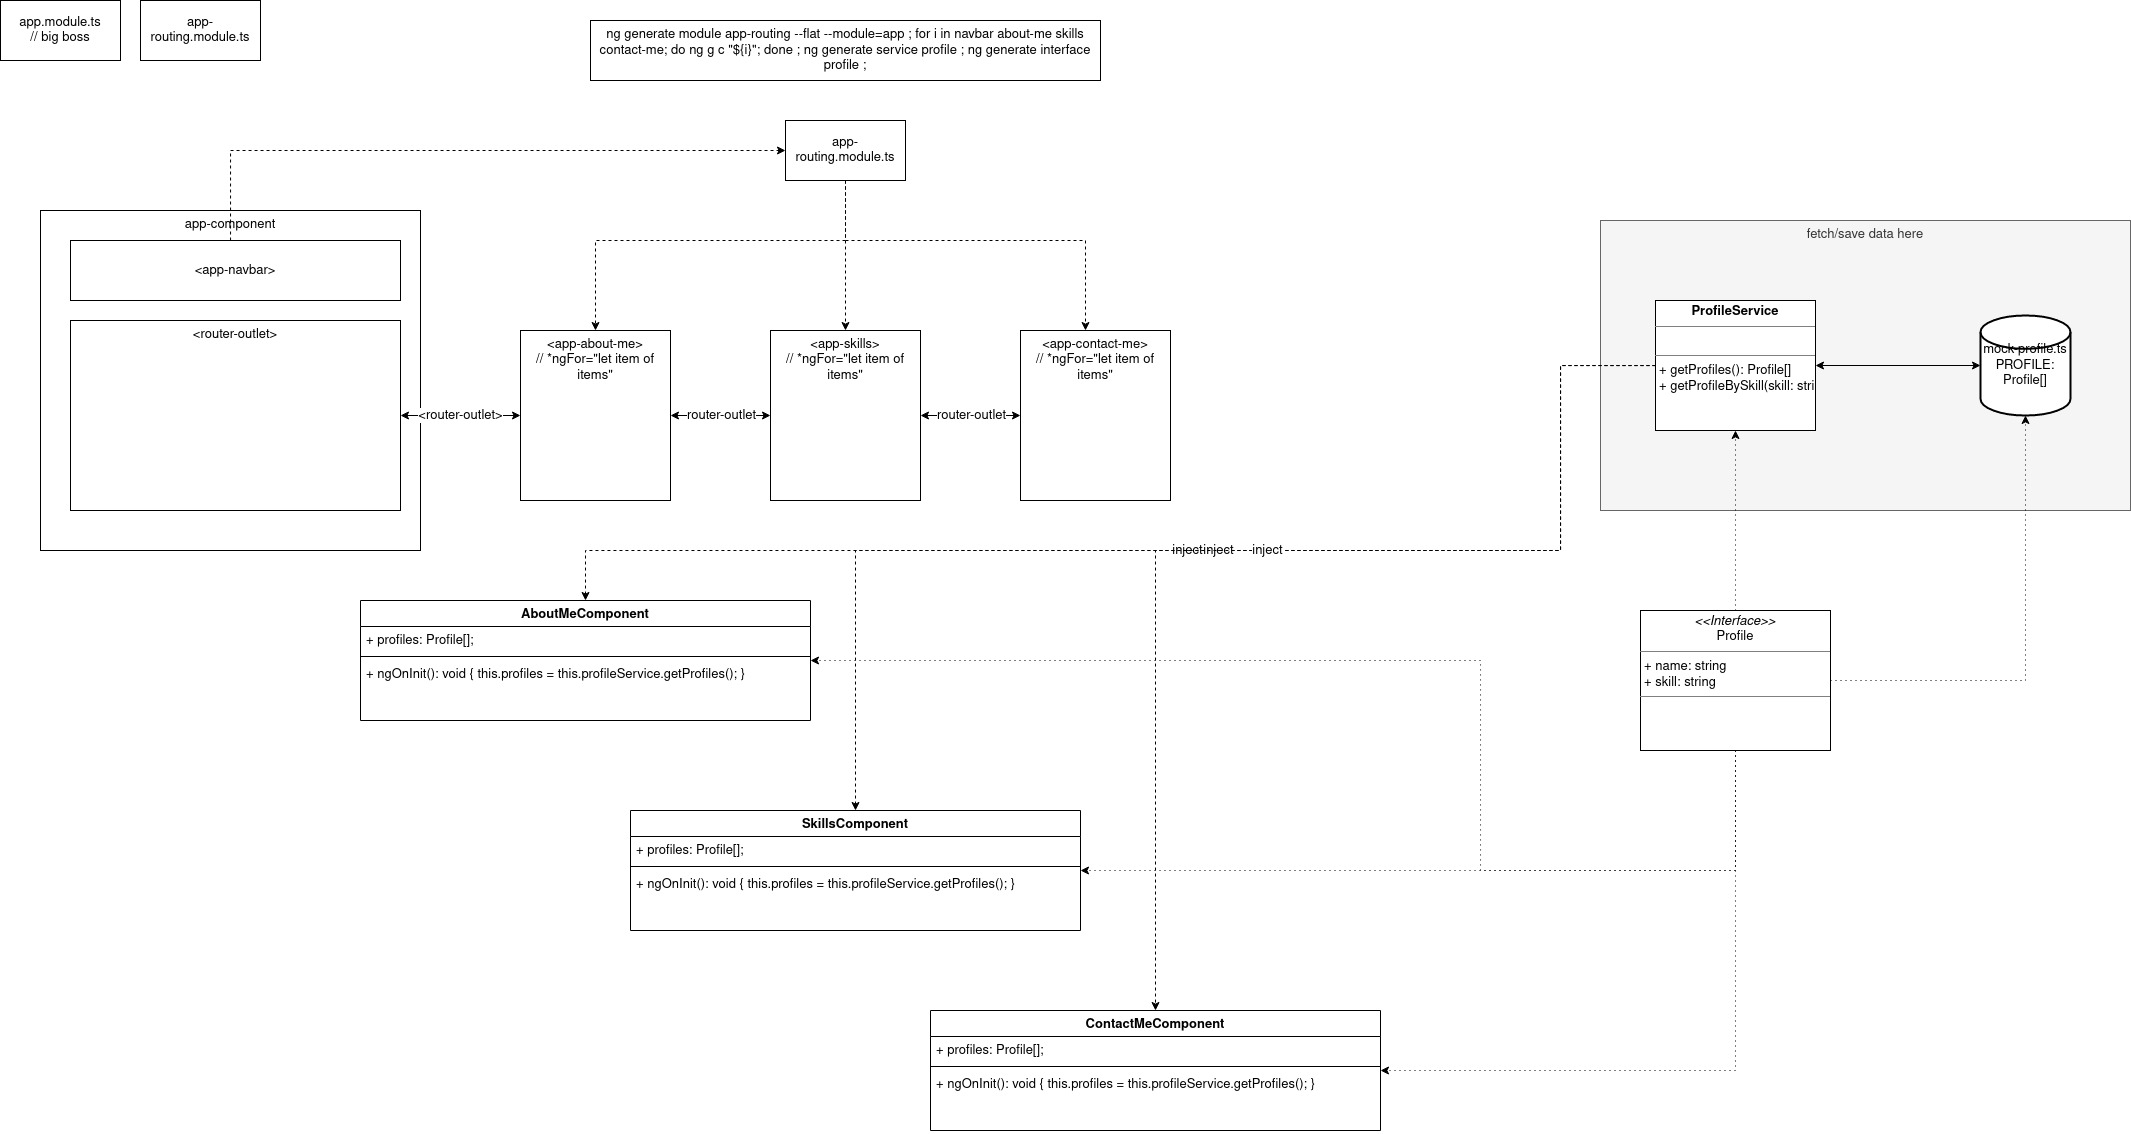 app.module.ts
// big boss
app-
routing.module.ts
ng generate module app-routing --flat --module=app ; for i in navbar about-me skills
contact-me; do ng g c "${i}"; done ; ng generate service profile ; ng generate interface
profile ;
app-
routing.module.ts
app-component
<app-navbar>
<router-outlet>
<router-outlet>
<app-about-me>
// *ngFor="let item of
items"
router-outlet
<app-skills>
// *ngFor="let item of
items"
router-outlet
<app-contact-me>
// *ngFor="let item of
items"
fetch/save data here
ProfileService
+ getProfiles(): Profile[]
+ getProfileBySkill(skill: stri
mock-profile.ts
PROFILE:
Profile[]
inject
inject
inject
AboutMeComponent
+ profiles: Profile[];
+ ngOnInit(): void { this.profiles = this.profileService.getProfiles(); }
<<Interface>>
Profile
+ name: string
+ skill: string
SkillsComponent
+ profiles: Profile[];
+ ngOnInit(): void { this.profiles = this.profileService.getProfiles(); }
ContactMeComponent
+ profiles: Profile[];
+ ngOnInit(): void { this.profiles = this.profileService.getProfiles(); }